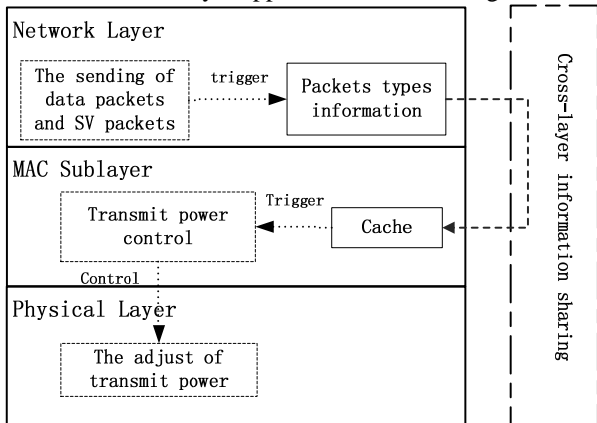 Network Layer
The sending of
data packets
and SV packets
trigger
Packets types
information
MAC Sublayer
Transmit power
control
Trigger
Cache
Control
Physical Layer
The adjust of
transmit power
Cross-layer information sharing